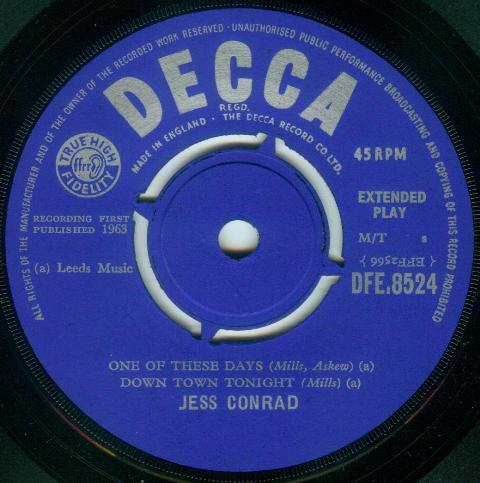 ALL RIGHTS OF THE MANUFACTURER AND OF THE OWNER OF THE RECORDED WORK RESERVED · UNAUTHORISED PUBLIC PERFORMANCE BROADCASTING AND COPYING OF THIS RECORD PROHIBITED
DECCA
REGD.
MADE IN ENGLAND · THE DECCA RECORD CO. LTD.
TRUE HIGH
ffrr
FIDELITY
45 RPM
EXTENDED
PLAY
RECORDING FIRST
PUBLISHED 1963
M/T s
(a) Leeds Music
{ EFF2566 }
DFE.8524
ONE OF THESE DAYS (Mills, Askew) (a)
DOWN TOWN TONIGHT (Mills) (a)
JESS CONRAD